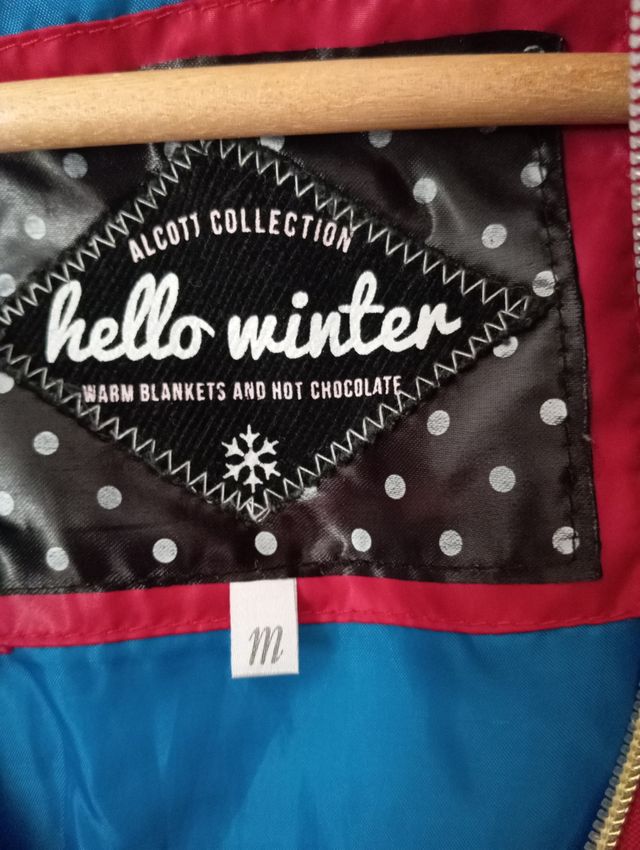 ALCOTT COLLECTION
hello winter
WARM BLANKETS AND HOT CHOCOLATE
m